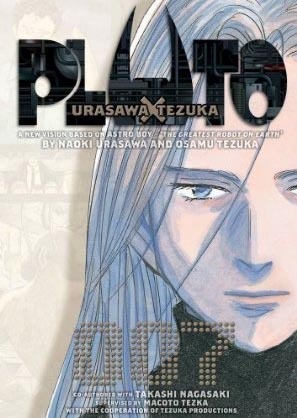 PLUTO
URASAWA X TEZUKA
A NEW VISION BASED ON ASTRO BOY - 'THE GREATEST ROBOT ON EARTH'
BY NAOKI URASAWA AND OSAMU TEZUKA
007
CO-AUTHORED WITH TAKASHI NAGASAKI
SUPERVISED BY MACOTO TEZKA
WITH THE COOPERATION OF TEZUKA PRODUCTIONS